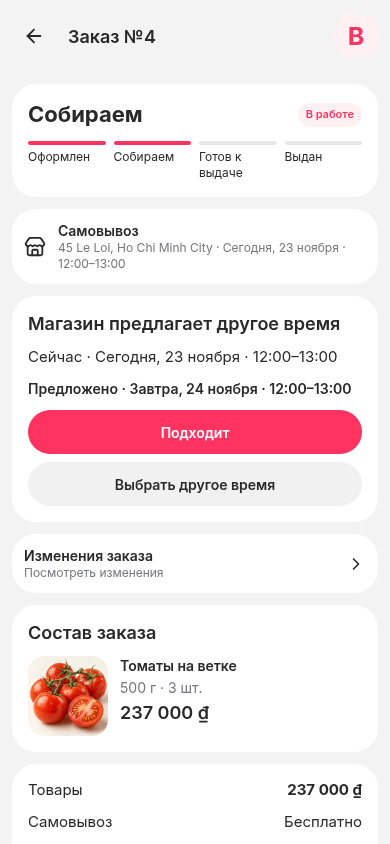 Заказ №4
B
Собираем
В работе
Оформлен
Собираем
Готов к
выдаче
Выдан
Самовывоз
45 Le Loi, Ho Chi Minh City · Сегодня, 23 ноября ·
12:00–13:00
Магазин предлагает другое время
Сейчас · Сегодня, 23 ноября · 12:00–13:00
Предложено · Завтра, 24 ноября · 12:00–13:00
Подходит
Выбрать другое время
Изменения заказа
Посмотреть изменения
Состав заказа
Томаты на ветке
500 г · 3 шт.
237 000 ₫
Товары 237 000 ₫
Самовывоз Бесплатно